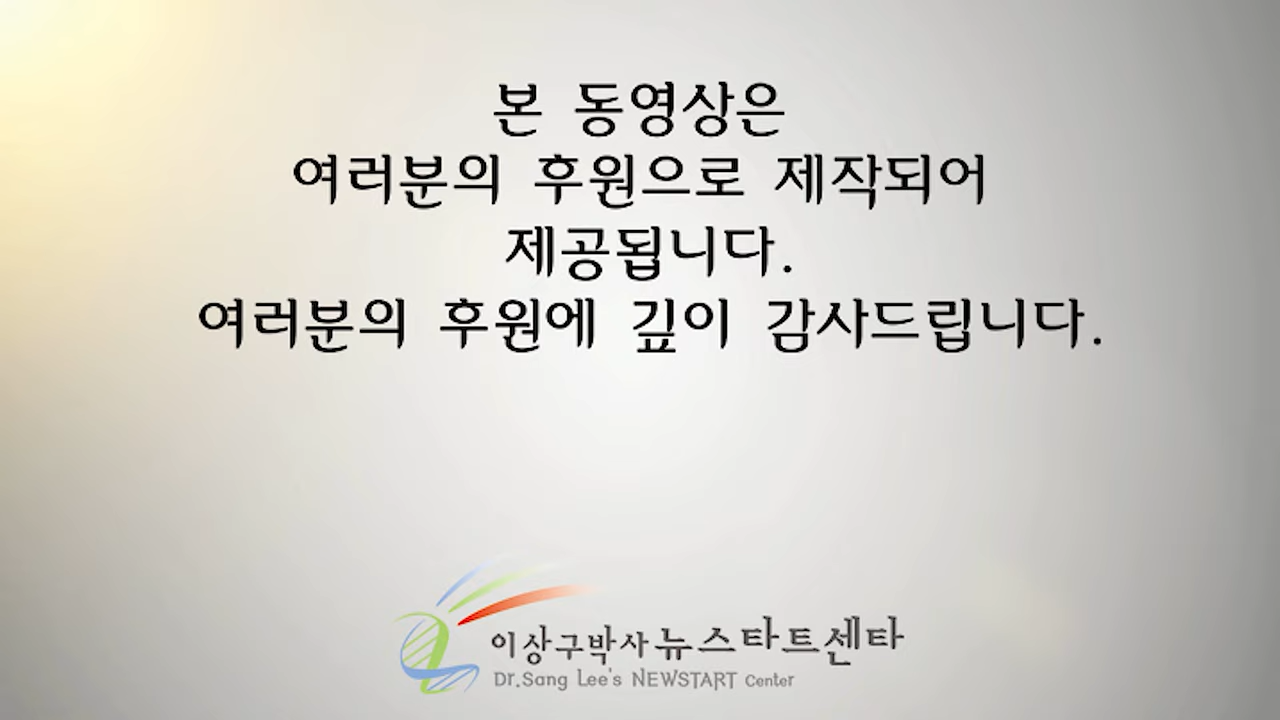 본 동영상은
여러분의 후원으로 제작되어
제공됩니다.
여러분의 후원에 깊이 감사드립니다.
이상구박사 뉴스타트센타
Dr.Sang Lee's NEWSTART Center